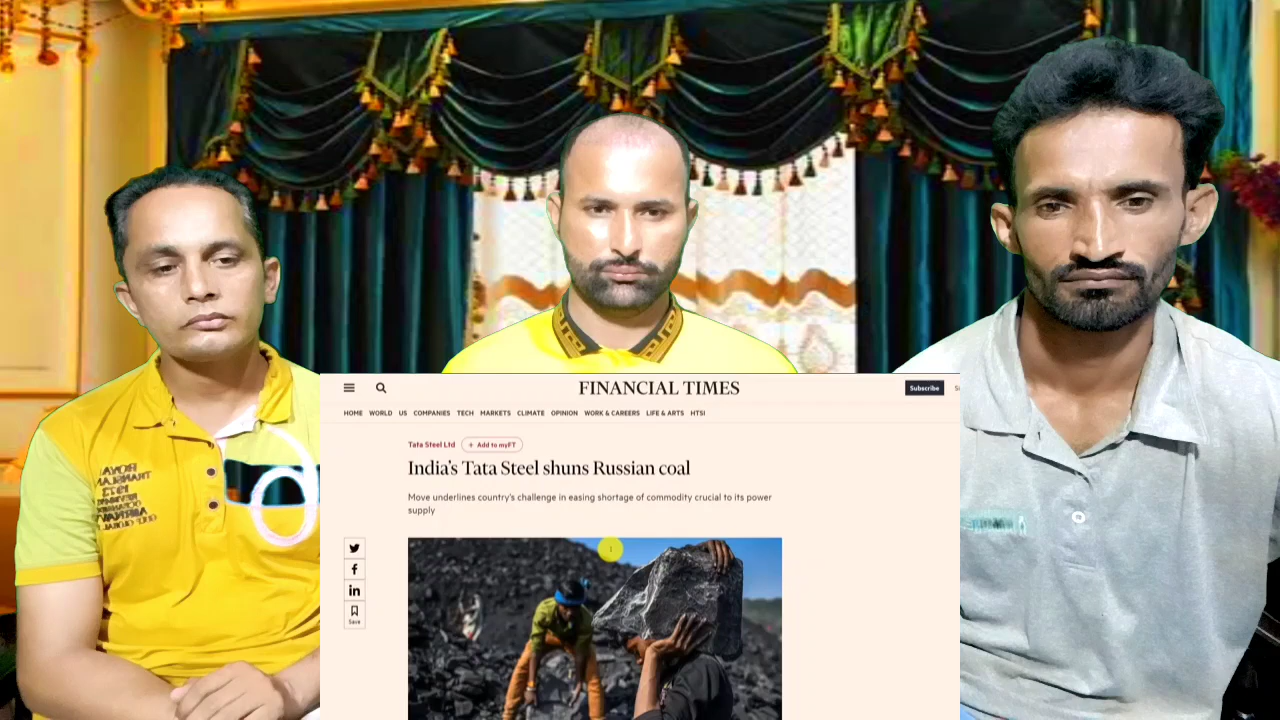 FINANCIAL TIMES
Subscribe
HOME WORLD US COMPANIES TECH MARKETS CLIMATE OPINION WORK & CAREERS LIFE & ARTS HTSI
Tata Steel Ltd + Add to myFT
India's Tata Steel shuns Russian coal
Move underlines country's challenge in easing shortage of commodity crucial to its power
supply
Save